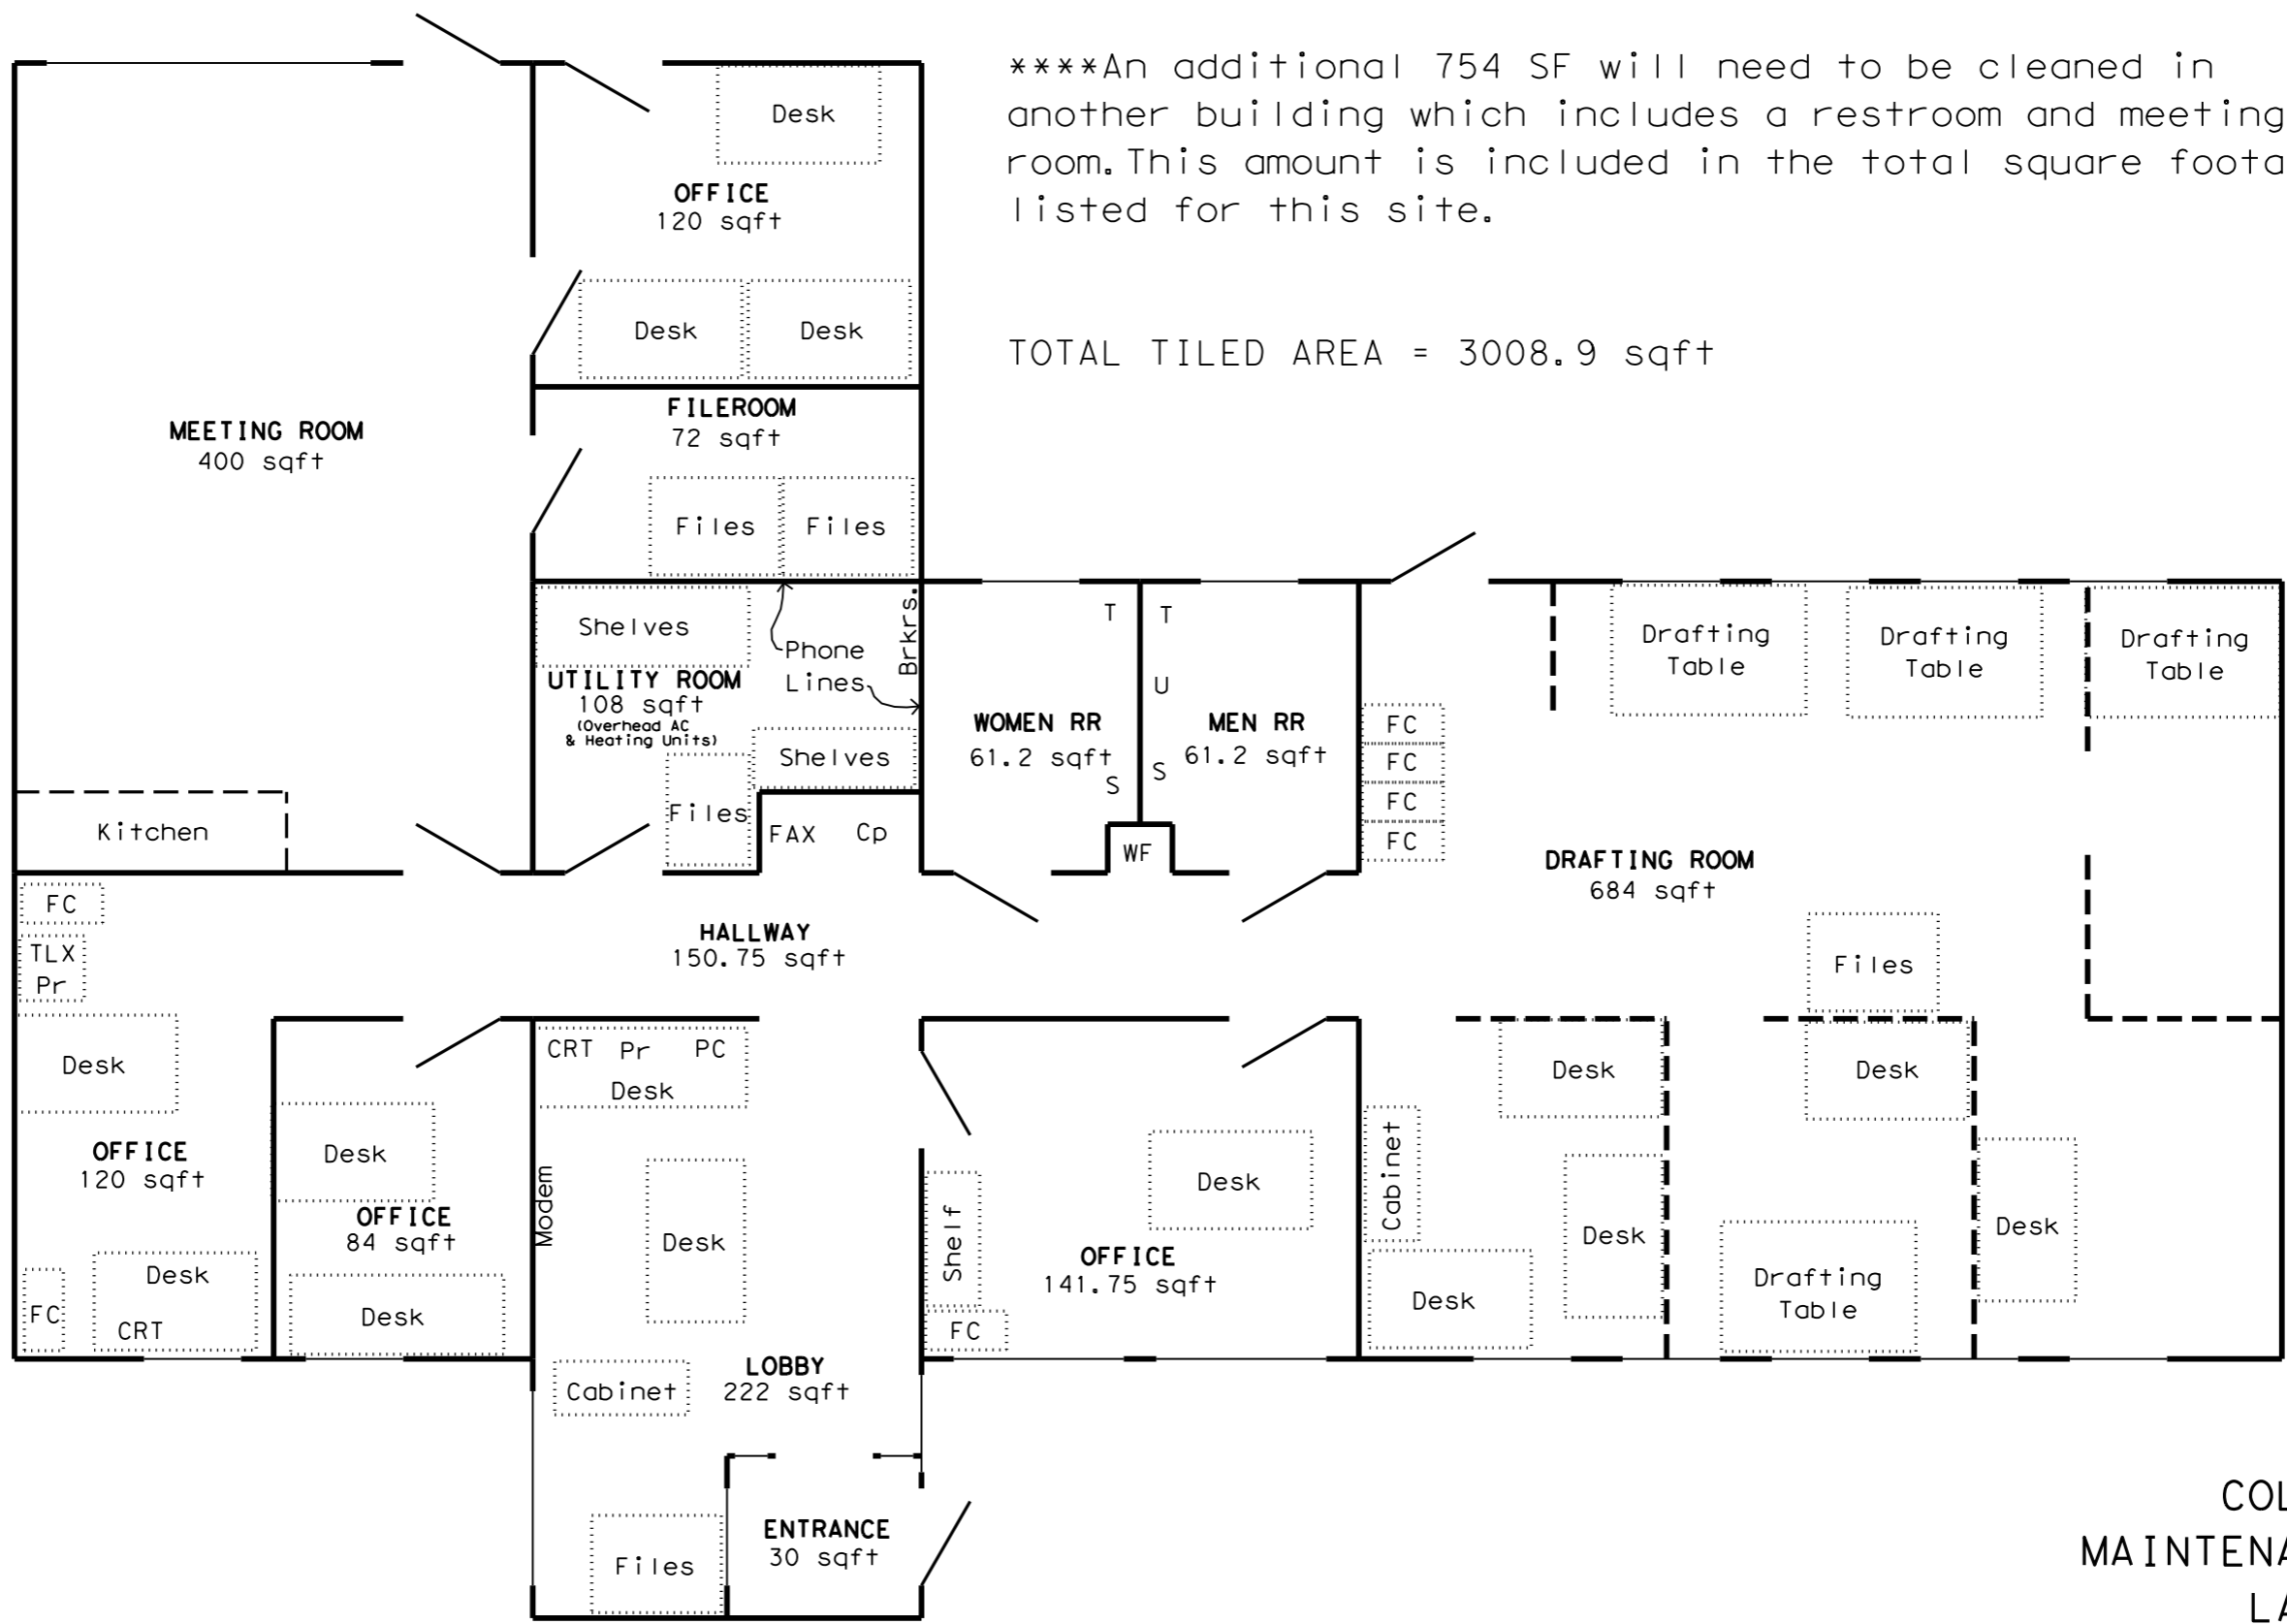 ****An additional 754 SF will need to be cleaned in
another building which includes a restroom and meeting
room. This amount is included in the total square foota
listed for this site.
TOTAL TILED AREA = 3008.9 sqft
Desk
OFFICE
120 sqft
Desk
Desk
FILEROOM
72 sqft
Files
Files
MEETING ROOM
400 sqft
Kitchen
Shelves
Phone
Lines
Brkrs.
UTILITY ROOM
108 sqft
(Overhead AC
& Heating Units)
Shelves
Files
FAX
Cp
T
WOMEN RR
61.2 sqft
S
T
U
MEN RR
61.2 sqft
S
WF
FC
FC
FC
FC
Drafting
Table
Drafting
Table
Drafting
Table
DRAFTING ROOM
684 sqft
Files
HALLWAY
150.75 sqft
FC
TLX
Pr
Desk
OFFICE
120 sqft
FC
Desk
CRT
Desk
OFFICE
84 sqft
Desk
CRT Pr PC
Desk
Modem
Desk
LOBBY
222 sqft
Cabinet
Files
ENTRANCE
30 sqft
Shelf
FC
Desk
OFFICE
141.75 sqft
Cabinet
Desk
Desk
Desk
Desk
Drafting
Table
Desk
COL
MAINTENA
LA